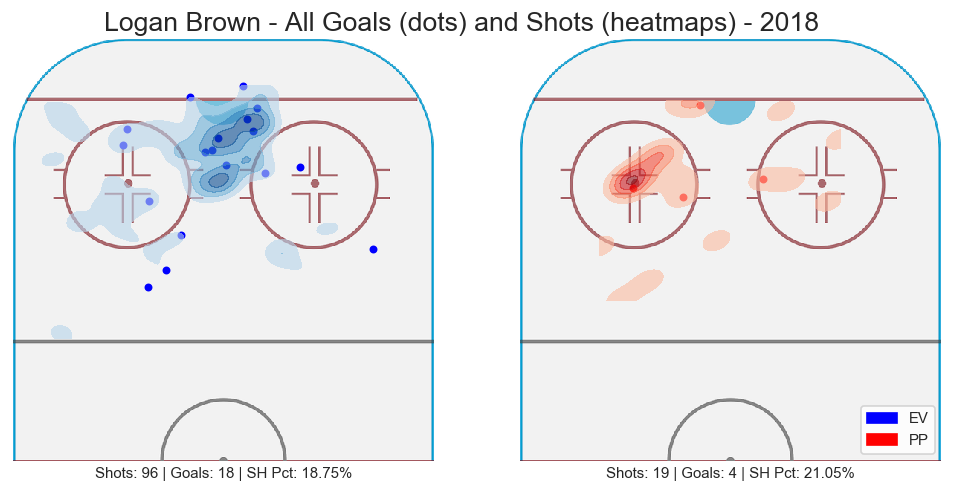 Logan Brown - All Goals (dots) and Shots (heatmaps) - 2018
EV
PP
Shots: 96 | Goals: 18 | SH Pct: 18.75%
Shots: 19 | Goals: 4 | SH Pct: 21.05%